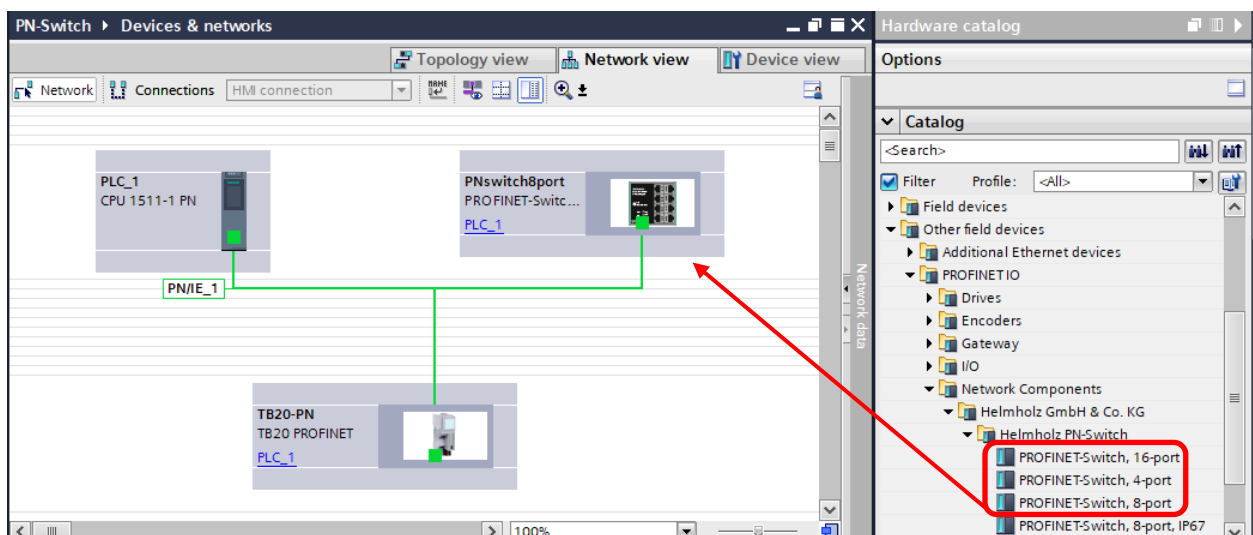 PN-Switch ▸ Devices & networks
Topology view
Network view
Device view
Network
Connections
HMI connection
PLC_1
CPU 1511-1 PN
PNswitch8port
PROFINET-Switc...
PLC_1
PN/IE_1
TB20-PN
TB20 PROFINET
PLC_1
100%
Network data
Hardware catalog
Options
Catalog
<Search>
Filter Profile: <All>
Field devices
Other field devices
Additional Ethernet devices
PROFINET IO
Drives
Encoders
Gateway
I/O
Network Components
Helmholz GmbH & Co. KG
Helmholz PN-Switch
PROFINET-Switch, 16-port
PROFINET-Switch, 4-port
PROFINET-Switch, 8-port
PROFINET-Switch, 8-port, IP67